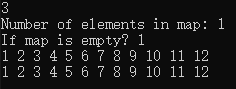 3
Number of elements in map: 1
If map is empty? 1
1 2 3 4 5 6 7 8 9 10 11 12
1 2 3 4 5 6 7 8 9 10 11 12